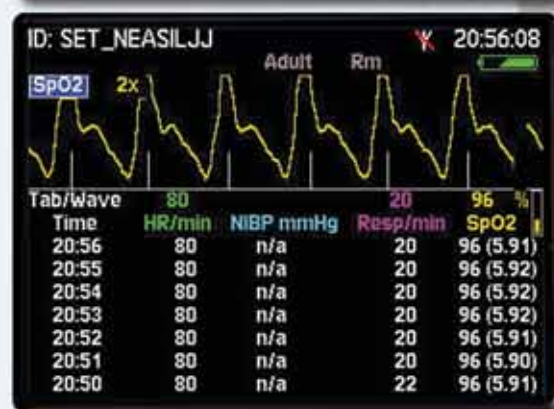 ID: SET_NEASILJJ 20:56:08
Adult Rm
SpO2 2x
Tab/Wave 80 20 96 %
Time HR/min NIBP mmHg Resp/min SpO2
20:56 80 n/a 20 96 (5.91)
20:55 80 n/a 20 96 (5.92)
20:54 80 n/a 20 96 (5.92)
20:53 80 n/a 20 96 (5.92)
20:52 80 n/a 20 96 (5.91)
20:51 80 n/a 20 96 (5.90)
20:50 80 n/a 22 96 (5.91)